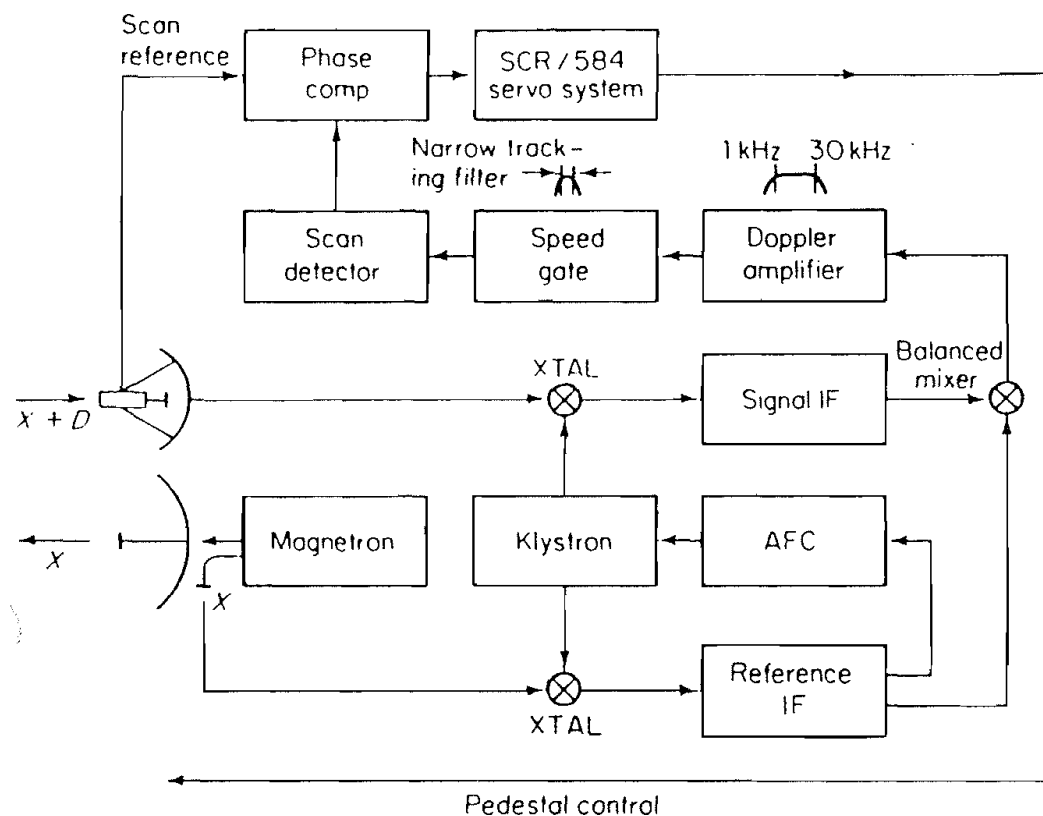 Scan
reference
Phase
comp
SCR/584
servo system
Narrow track-
ing filter
1 kHz
30 kHz
Scan
detector
Speed
gate
Doppler
amplifier
XTAL
Balanced
mixer
X + D
Signal IF
X
Magnetron
Klystron
AFC
X
Reference
IF
XTAL
Pedestal control